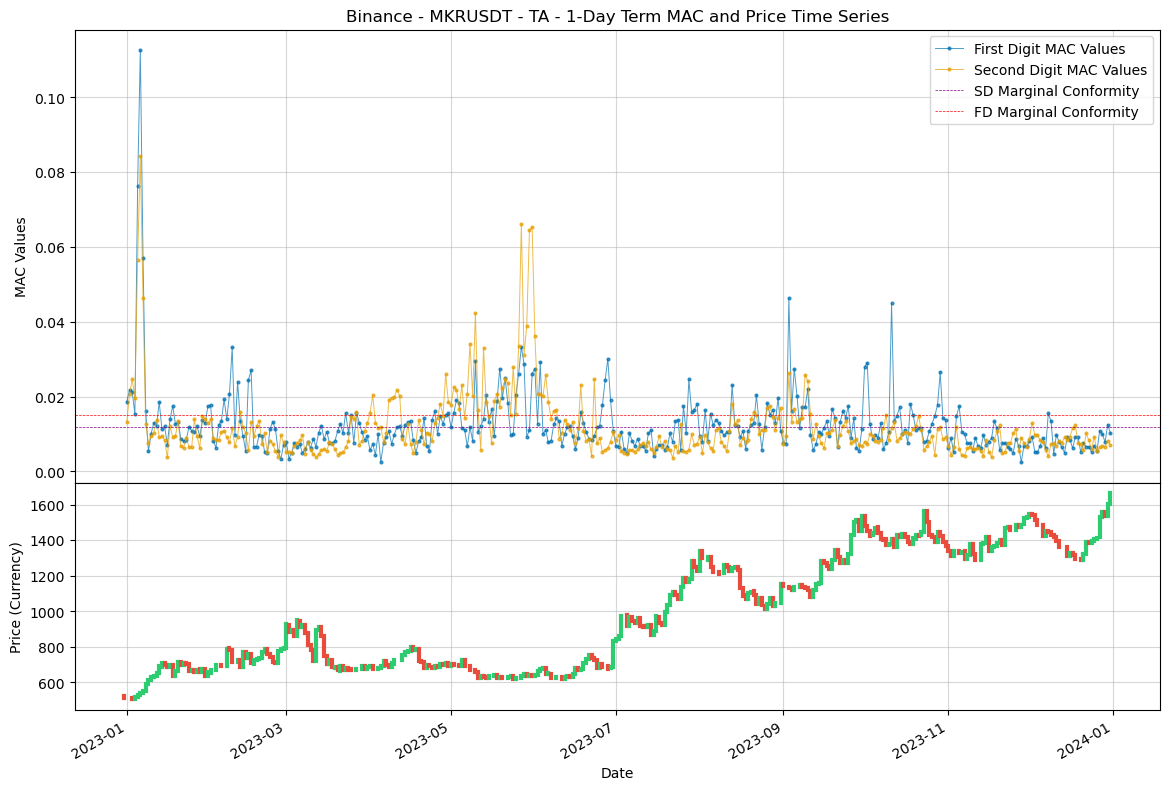 Binance - MKRUSDT - TA - 1-Day Term MAC and Price Time Series
First Digit MAC Values
Second Digit MAC Values
SD Marginal Conformity
FD Marginal Conformity
MAC Values
0.10
0.08
0.06
0.04
0.02
0.00
Price (Currency)
1600
1400
1200
1000
800
600
2023-01
2023-03
2023-05
2023-07
2023-09
2023-11
2024-01
Date